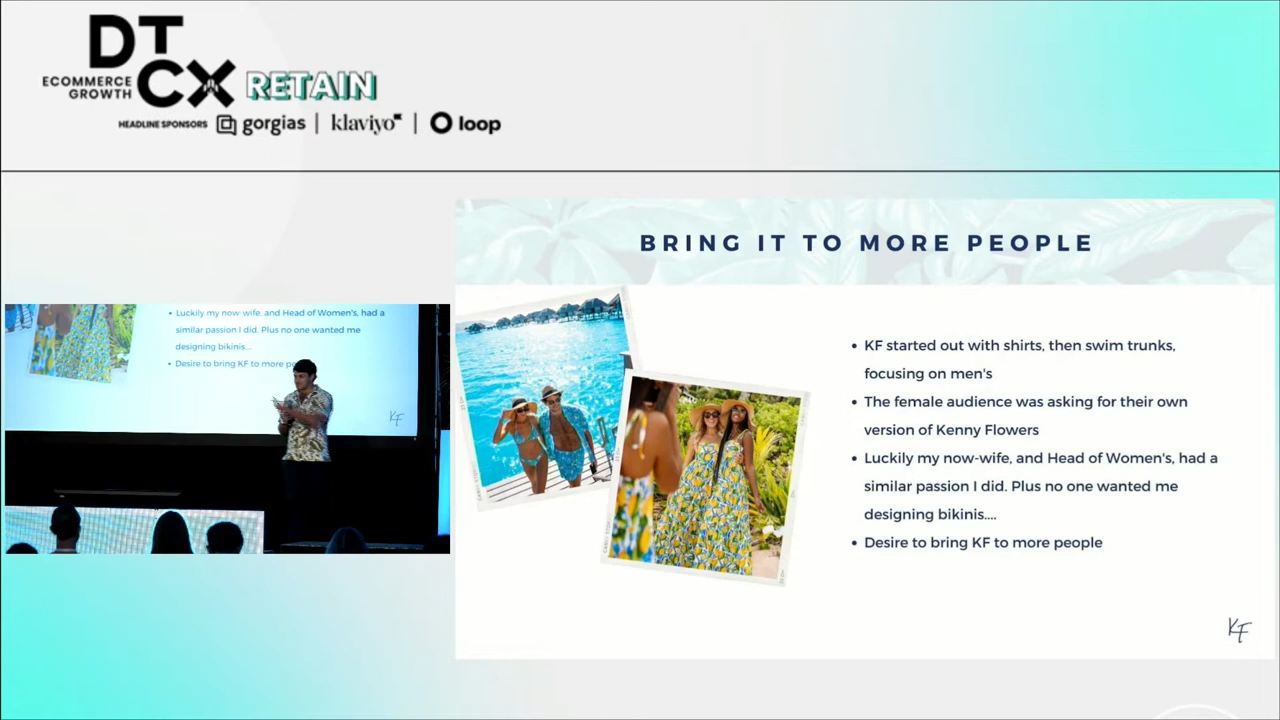 DT
ECOMMERCE
GROWTH
CX
RETAIN
HEADLINE SPONSORS
gorgias | klaviyo | loop
BRING IT TO MORE PEOPLE
• KF started out with shirts, then swim trunks,
focusing on men's
• The female audience was asking for their own
version of Kenny Flowers
• Luckily my now-wife, and Head of Women's, had a
similar passion I did. Plus no one wanted me
designing bikinis....
• Desire to bring KF to more people
KF
• Luckily my now-wife, and Head of Women's, had a
similar passion I did. Plus no one wanted me
designing bikinis....
• Desire to bring KF to more pe
KF